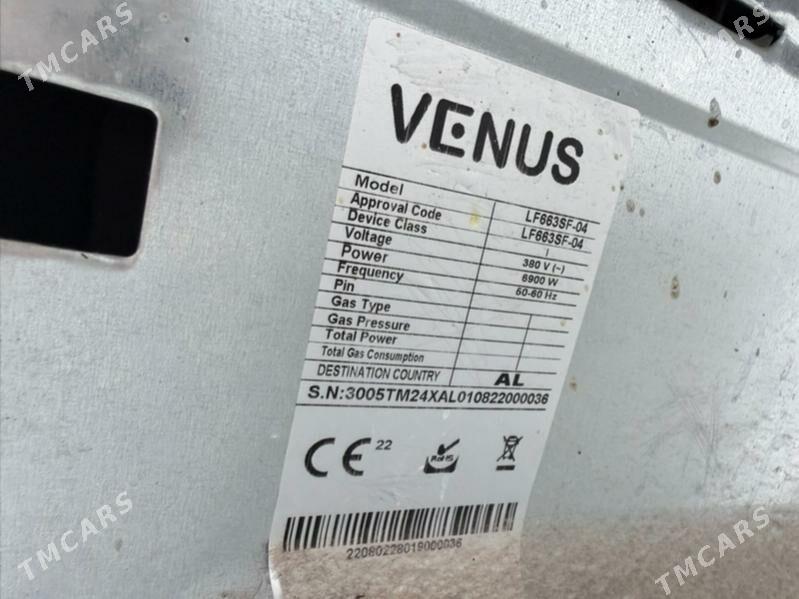 VENUS
Model LF663SF-04
Approval Code LF663SF-04
Device Class I
Voltage 380 V (~)
Power 6900 W
Frequency 50-60 Hz
Pin
Gas Type
Gas Pressure
Total Power
Total Gas Consumption
DESTINATION COUNTRY AL
S.N:3005TM24XAL010822000036
CE 22 RoHS
22080228019000036
TMCARS
TMCARS
TMCARS
TMCARS